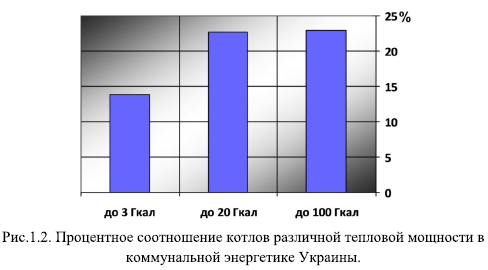 25%
20
15
10
5
0
до 3 Гкал до 20 Гкал до 100 Гкал
Рис.1.2. Процентное соотношение котлов различной тепловой мощности в
коммунальной энергетике Украины.